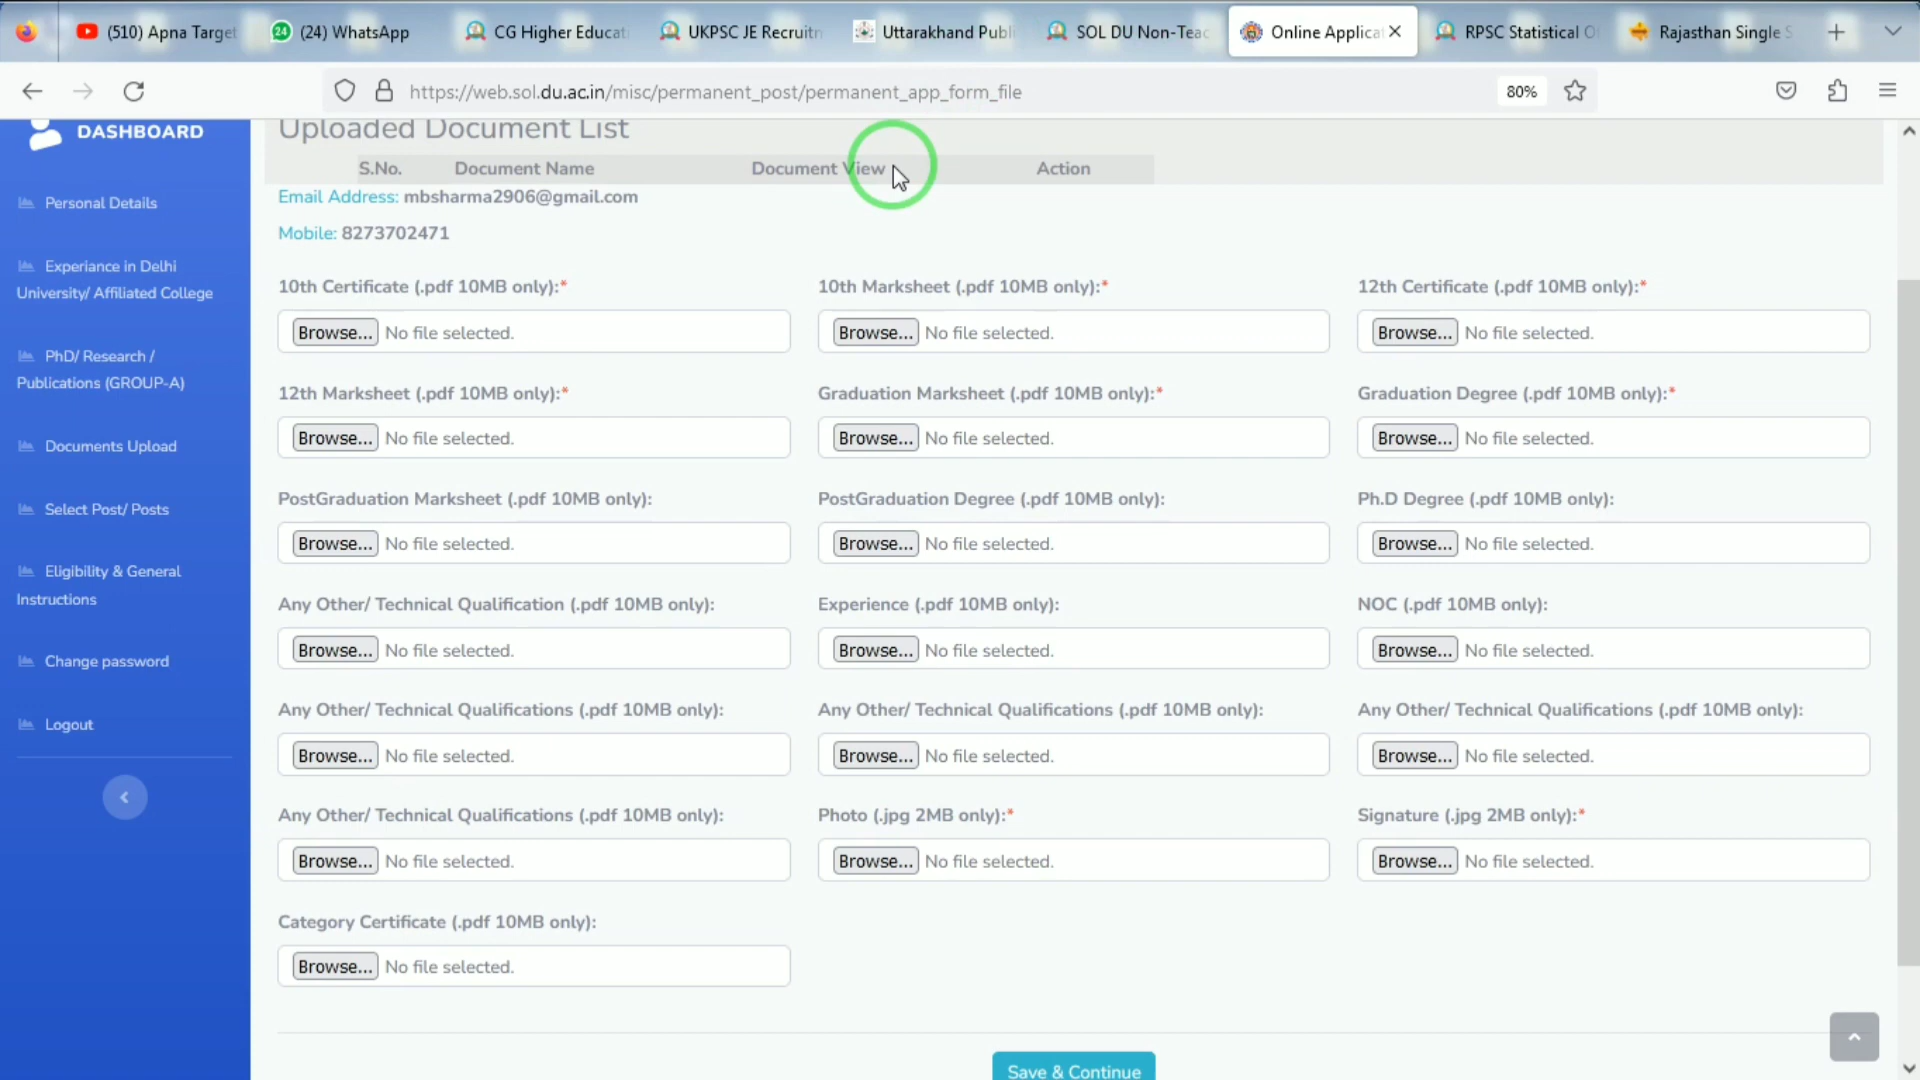 (510) Apna Target
(24) WhatsApp
CG Higher Educat
UKPSC JE Recruitn
Uttarakhand Publi
SOL DU Non-Teac
Online Applica
RPSC Statistical O
Rajasthan Single S
https://web.sol.du.ac.in/misc/permanent_post/permanent_app_form_file
80%
DASHBOARD
Personal Details
Experiance in Delhi
University/ Affiliated College
PhD/ Research /
Publications (GROUP-A)
Documents Upload
Select Post/ Posts
Eligibility & General
Instructions
Change password
Logout
Uploaded Document List
S.No. Document Name Document View Action
Email Address: mbsharma2906@gmail.com
Mobile: 8273702471
10th Certificate (.pdf 10MB only):* 10th Marksheet (.pdf 10MB only):* 12th Certificate (.pdf 10MB only):*
Browse... No file selected. Browse... No file selected. Browse... No file selected.
12th Marksheet (.pdf 10MB only):* Graduation Marksheet (.pdf 10MB only):* Graduation Degree (.pdf 10MB only):*
Browse... No file selected. Browse... No file selected. Browse... No file selected.
PostGraduation Marksheet (.pdf 10MB only): PostGraduation Degree (.pdf 10MB only): Ph.D Degree (.pdf 10MB only):
Browse... No file selected. Browse... No file selected. Browse... No file selected.
Any Other/ Technical Qualification (.pdf 10MB only): Experience (.pdf 10MB only): NOC (.pdf 10MB only):
Browse... No file selected. Browse... No file selected. Browse... No file selected.
Any Other/ Technical Qualifications (.pdf 10MB only): Any Other/ Technical Qualifications (.pdf 10MB only): Any Other/ Technical Qualifications (.pdf 10MB only):
Browse... No file selected. Browse... No file selected. Browse... No file selected.
Any Other/ Technical Qualifications (.pdf 10MB only): Photo (.jpg 2MB only):* Signature (.jpg 2MB only):*
Browse... No file selected. Browse... No file selected. Browse... No file selected.
Category Certificate (.pdf 10MB only):
Browse... No file selected.
Save & Continue